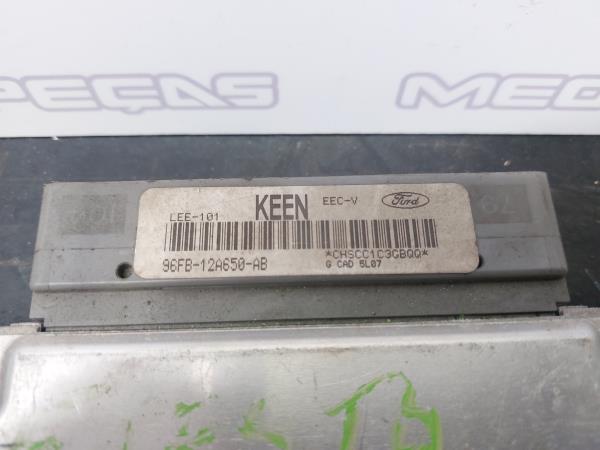 PEÇAS
MEC
LEE-101 KEEN EEC-V Ford
96FB-12A650-AB *CHSCC1C3GBQQ*
G CAD 5L07